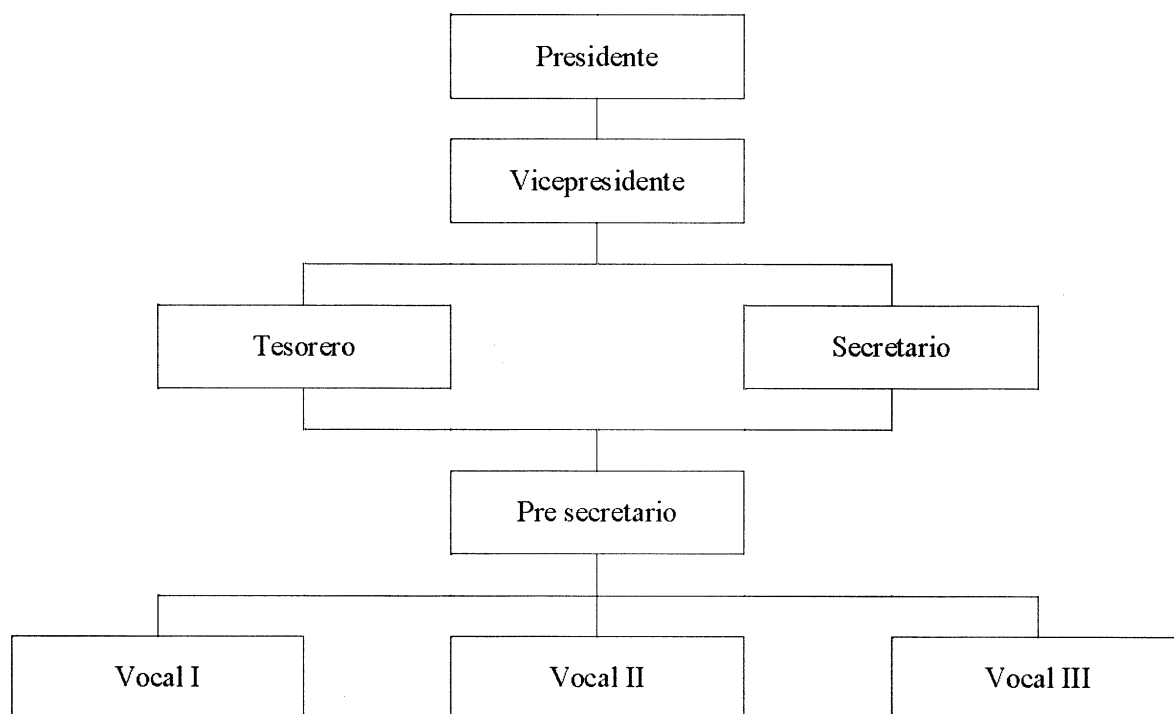 Presidente
Vicepresidente
Tesorero
Secretario
Pre secretario
Vocal I
Vocal II
Vocal III